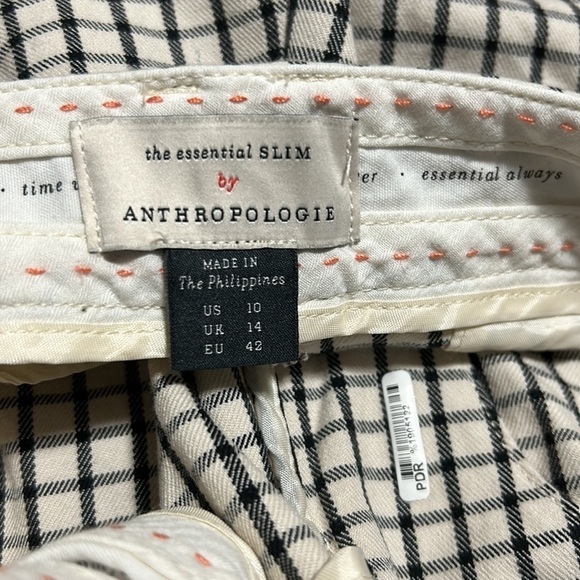 the essential SLIM
by
ANTHROPOLOGIE
· time
· essential always
MADE IN
The Philippines
US 10
UK 14
EU 42
PDR